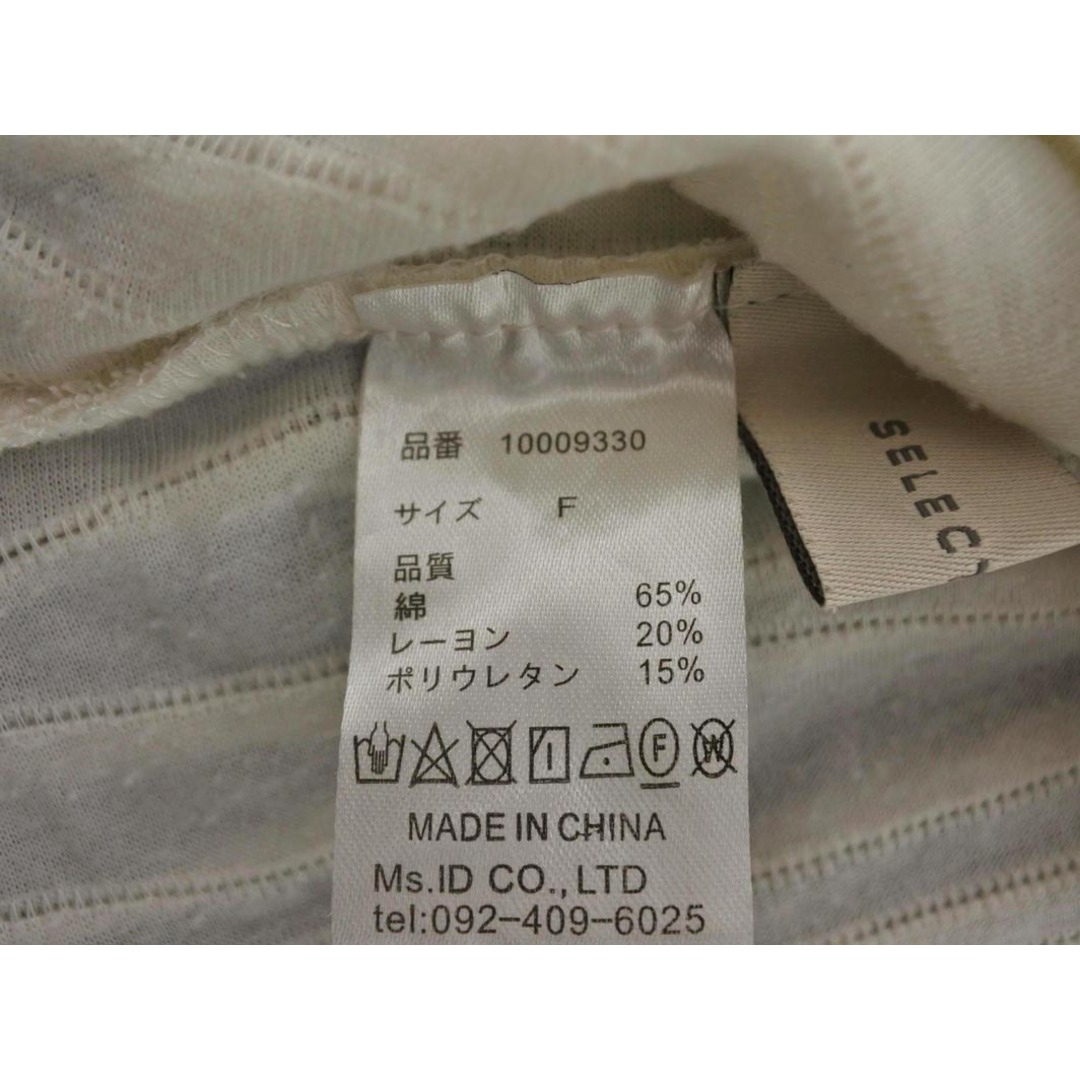 品番 10009330
サイズ F
品質
綿 65%
レーヨン 20%
ポリウレタン 15%
F W
MADE IN CHINA
Ms.ID CO.,LTD
tel:092-409-6025
SELEC